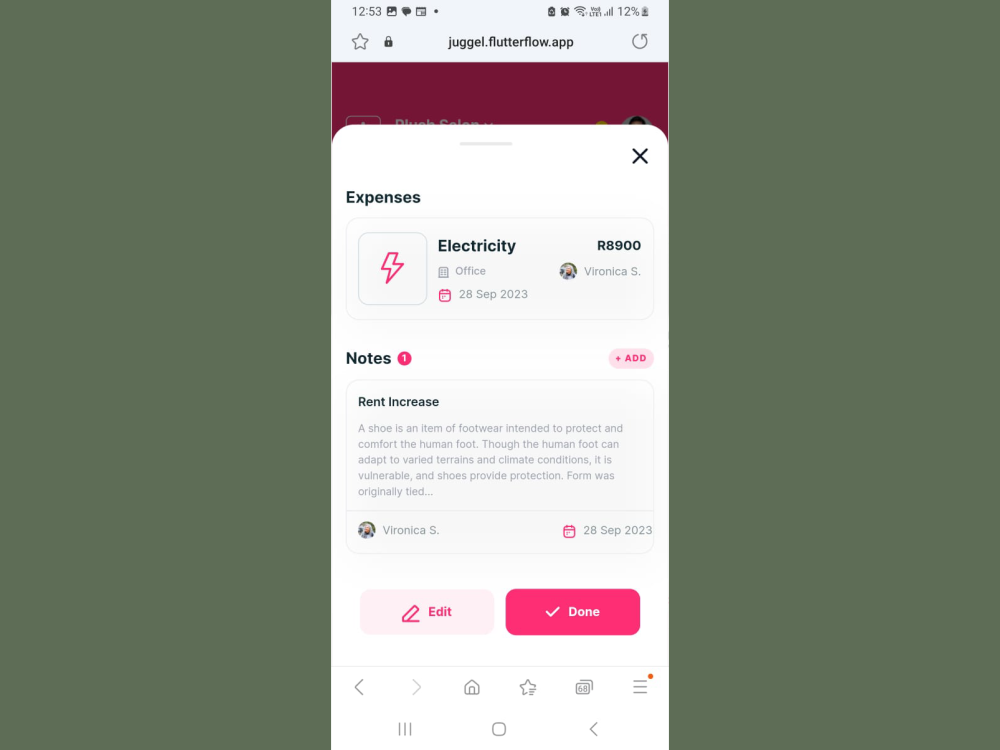 12:53
Vo) LTE1 12%
juggel.flutterflow.app
Plush Salon
Expenses
Electricity R8900
Office Vironica S.
28 Sep 2023
Notes 1 + ADD
Rent Increase
A shoe is an item of footwear intended to protect and
comfort the human foot. Though the human foot can
adapt to varied terrains and climate conditions, it is
vulnerable, and shoes provide protection. Form was
originally tied...
Vironica S. 28 Sep 2023
Edit Done
68